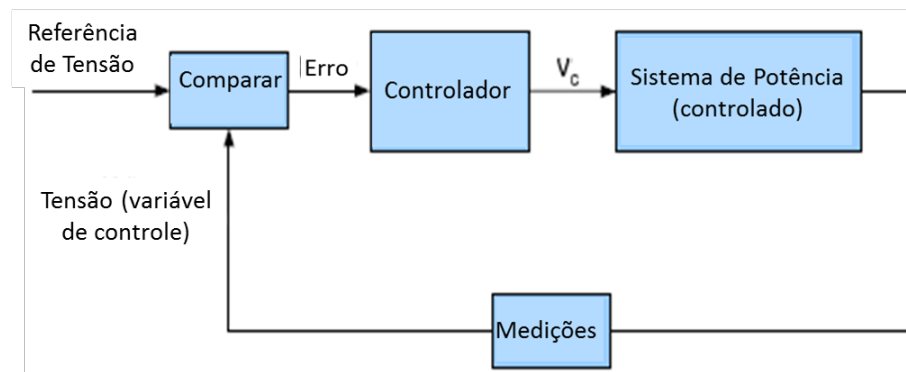 Referência
de Tensão
Comparar
Erro
Controlador
Vc
Sistema de Potência
(controlado)
Tensão (variável
de controle)
Medições